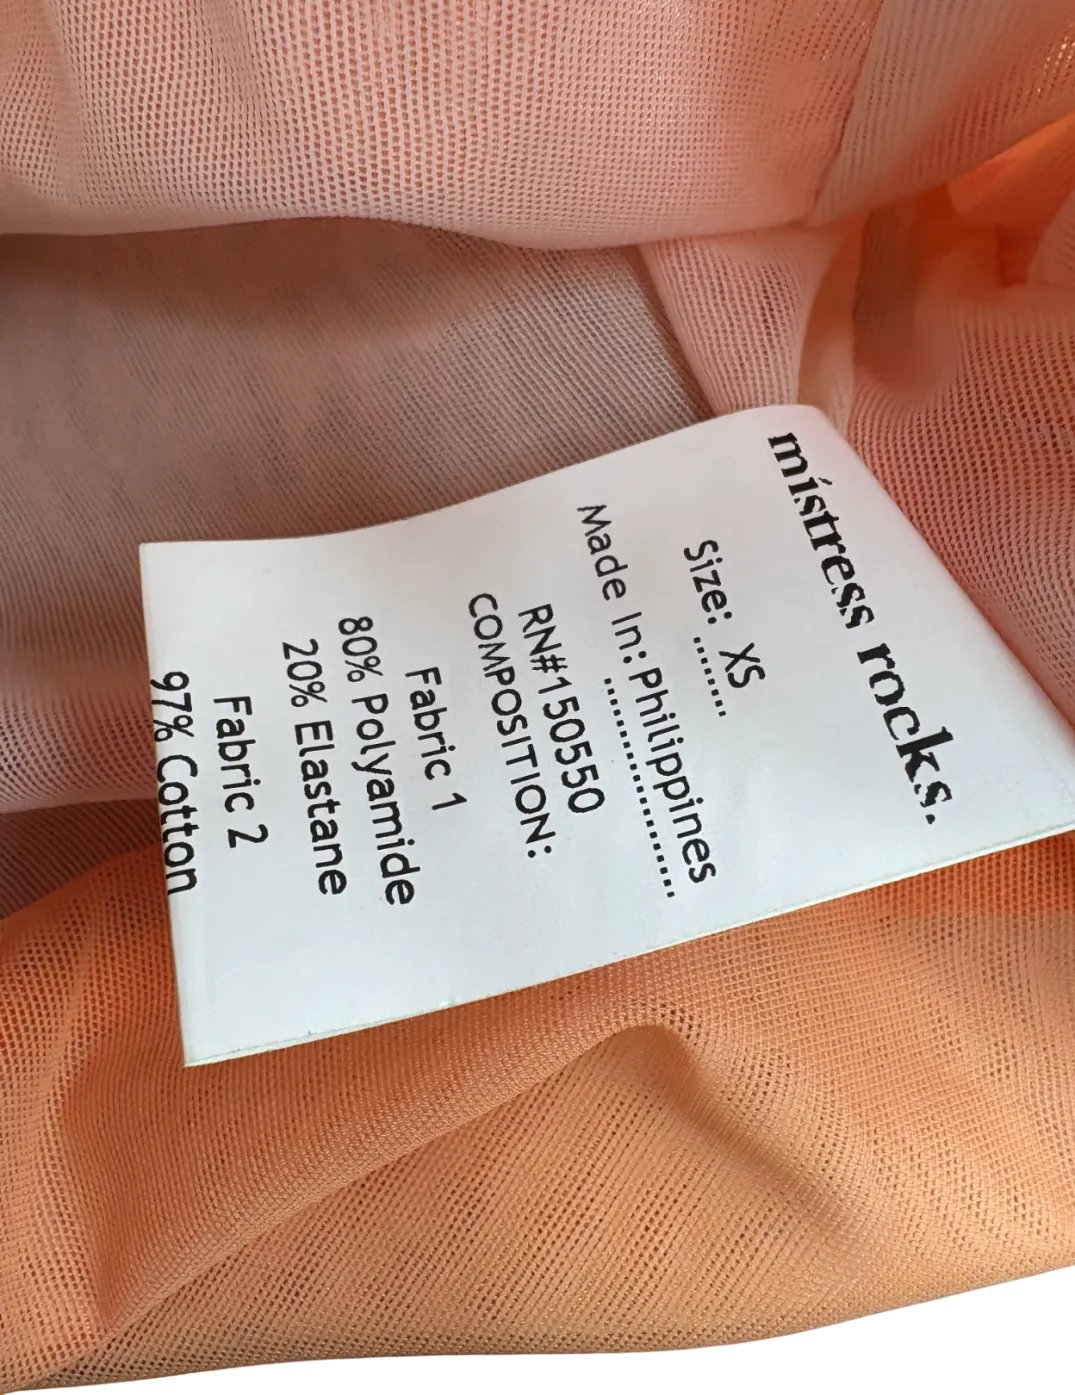 mistress rocks.
Size: XS
Made In: Philippines
RN#150550
COMPOSITION:
Fabric 1
80% Polyamide
20% Elastane
Fabric 2
97% Cotton